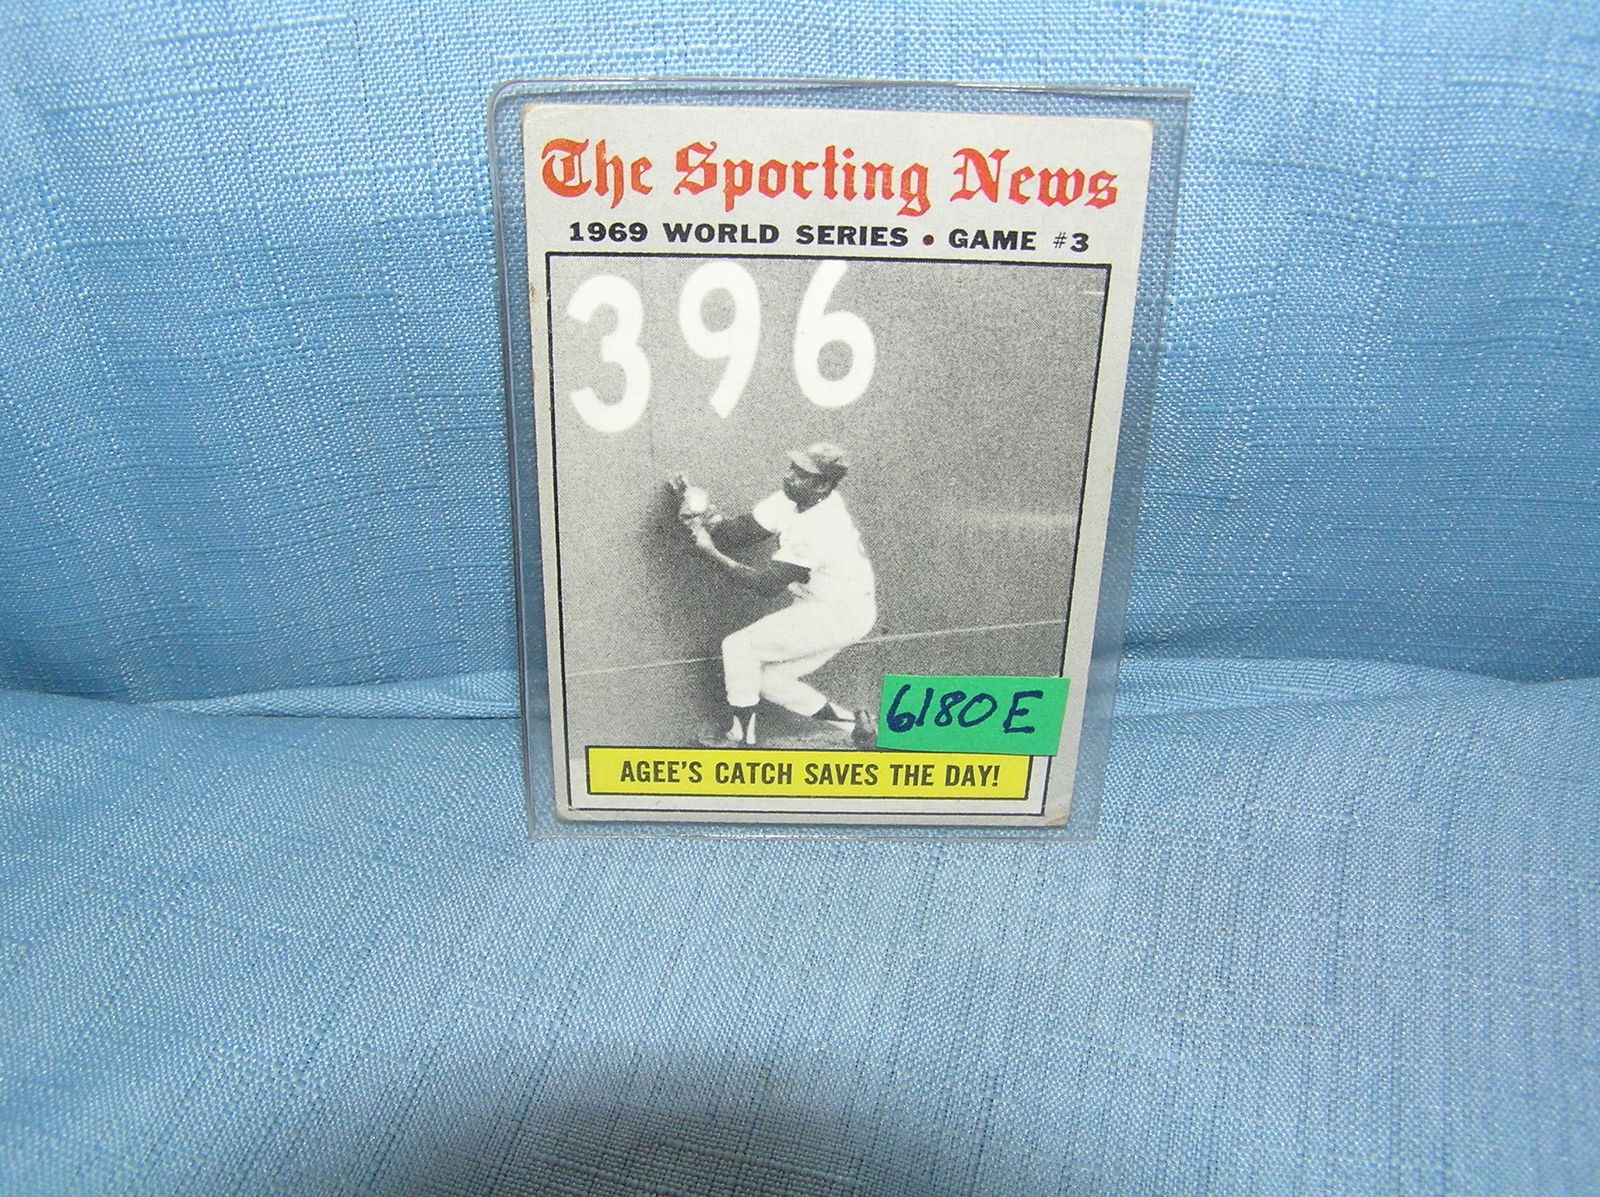 The Sporting News
1969 WORLD SERIES • GAME #3
396
6180E
AGEE'S CATCH SAVES THE DAY!